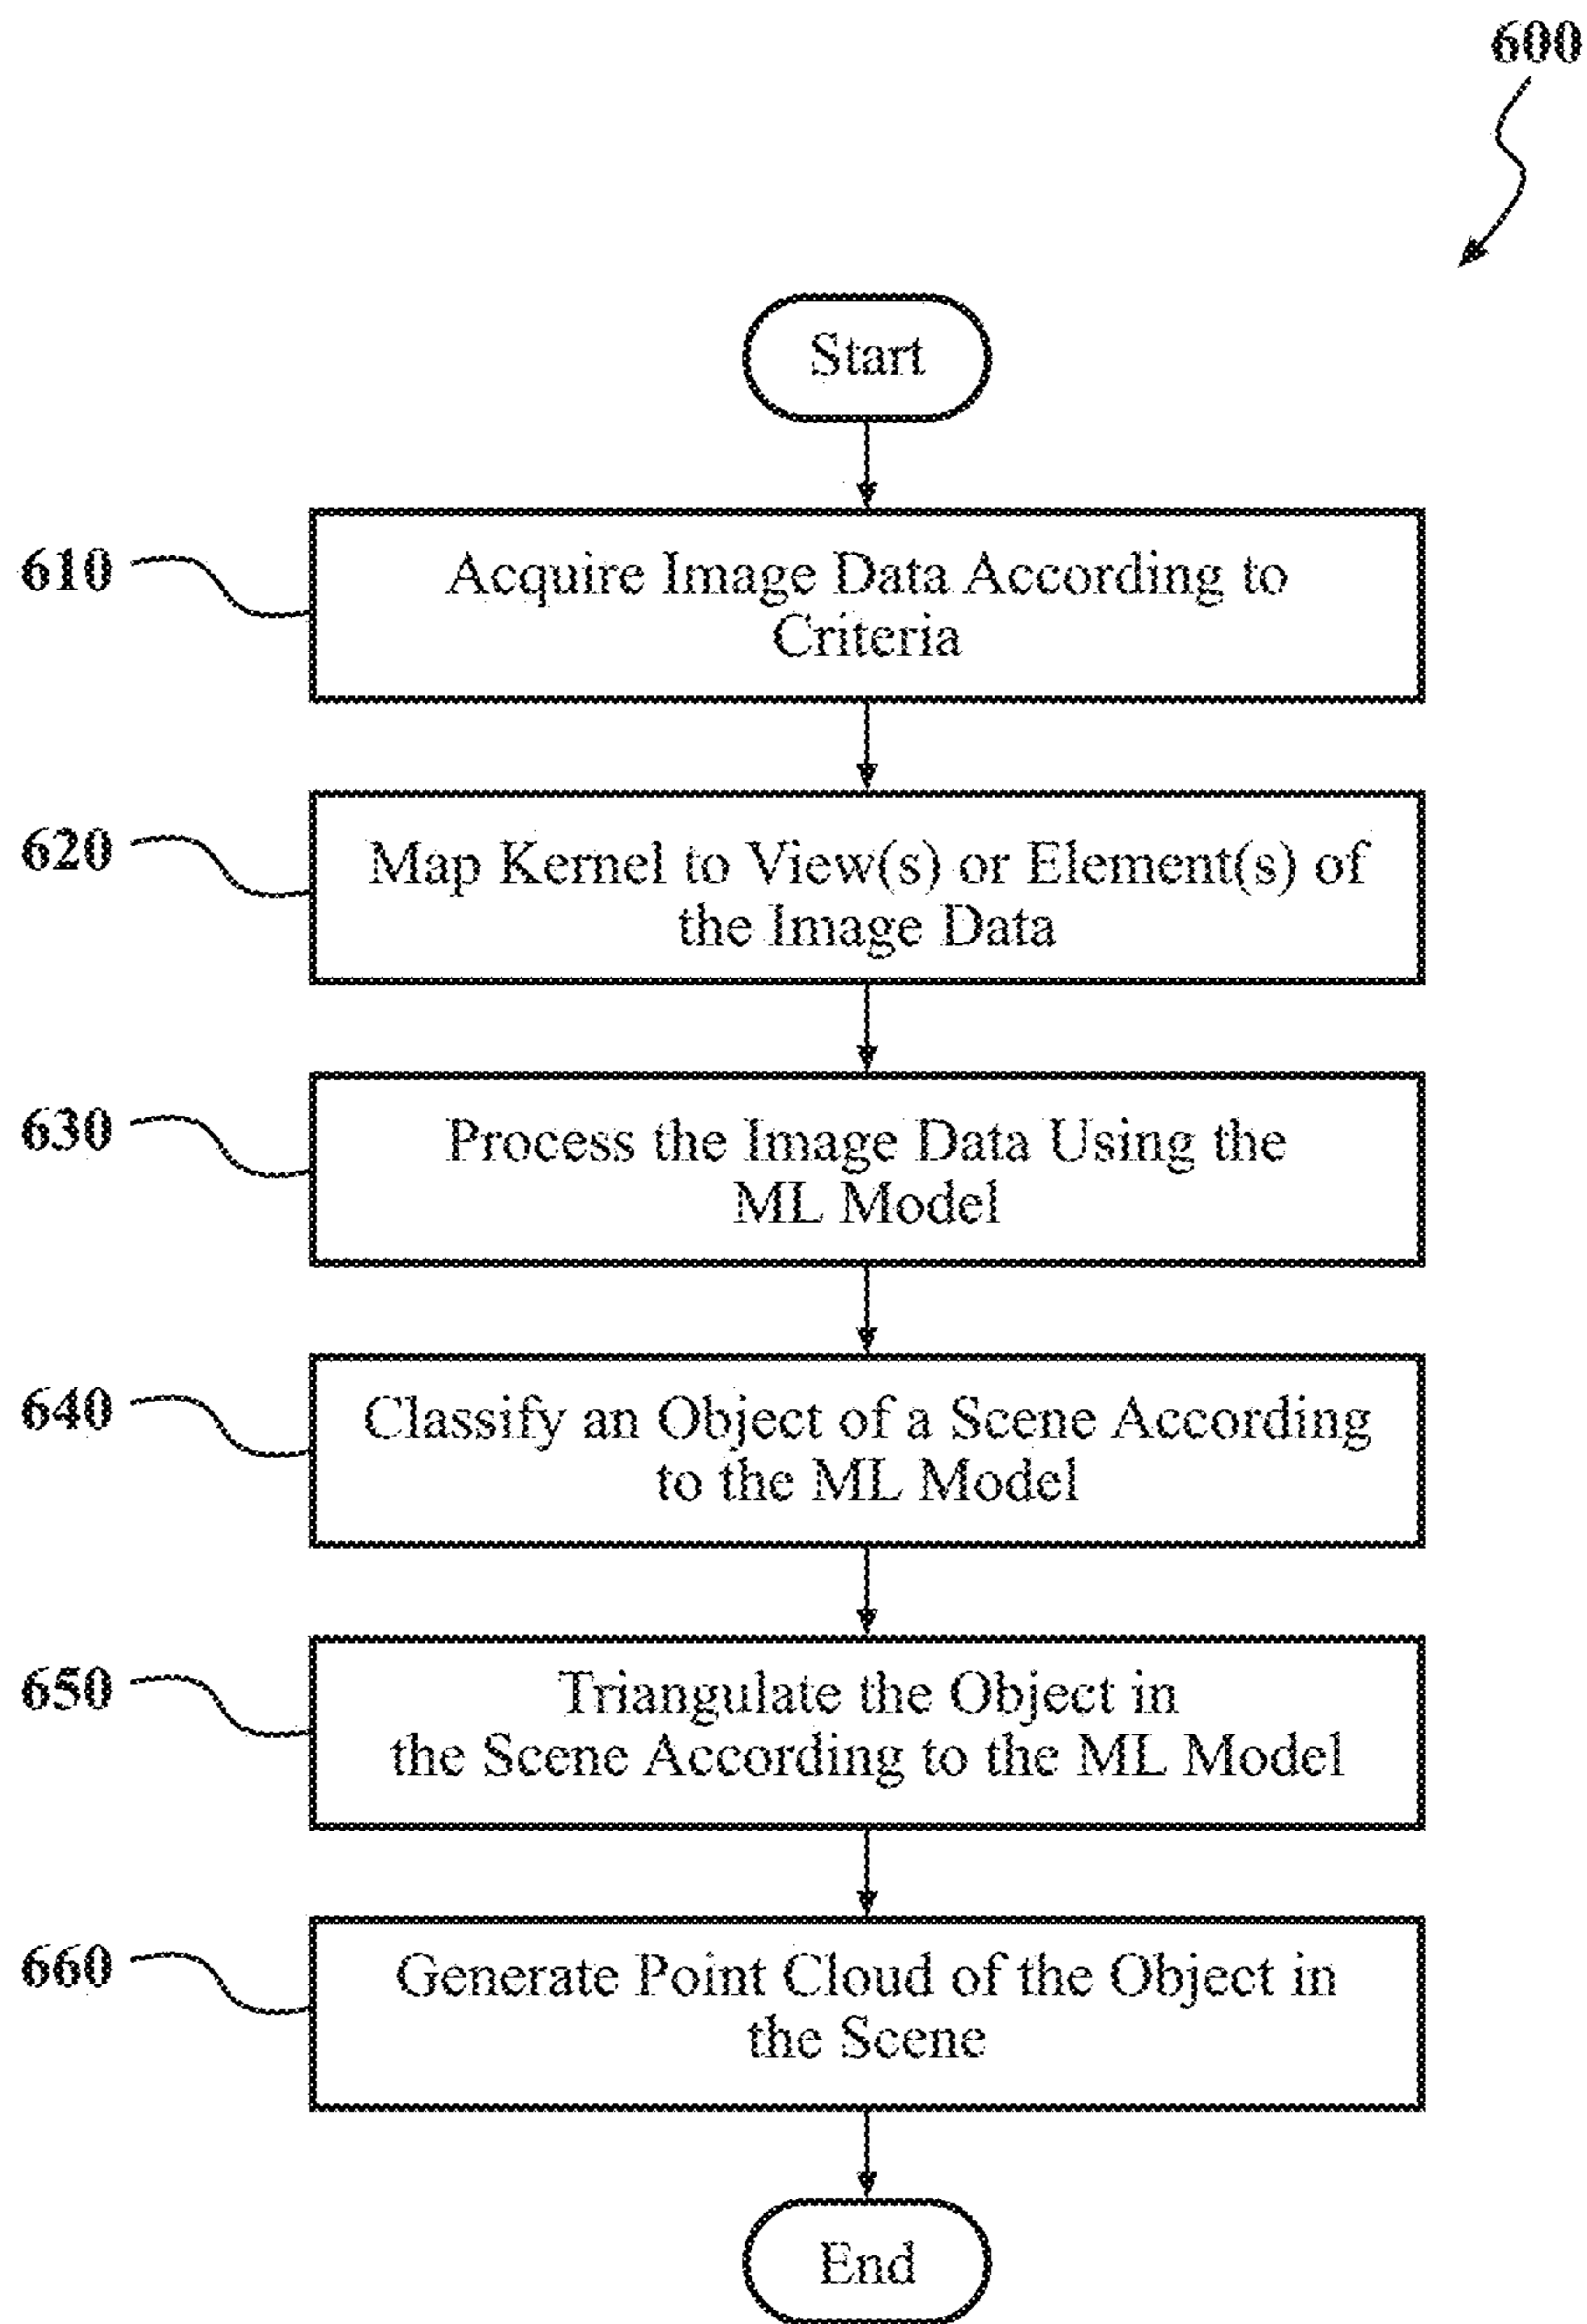 600
Start
610
Acquire Image Data According to
Criteria
620
Map Kernel to View(s) or Element(s) of
the Image Data
630
Process the Image Data Using the
ML Model
640
Classify an Object of a Scene According
to the ML Model
650
Triangulate the Object in
the Scene According to the ML Model
660
Generate Point Cloud of the Object in
the Scene
End